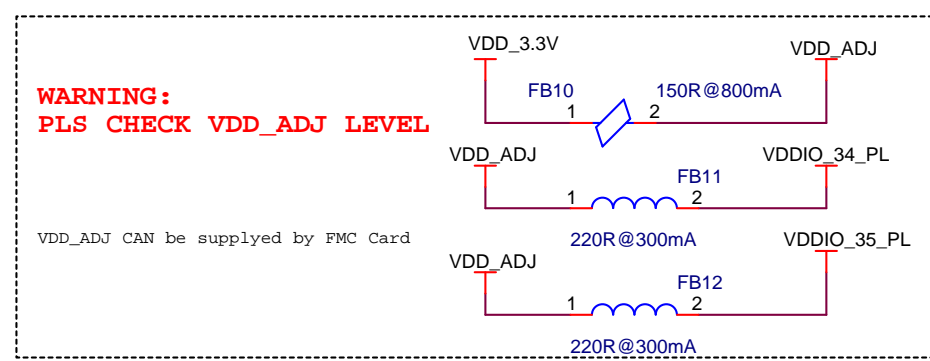 VDD_3.3V
VDD_ADJ
FB10
150R@800mA
1
2
WARNING:
PLS CHECK VDD_ADJ LEVEL
VDD_ADJ
VDDIO_34_PL
FB11
1
2
220R@300mA
VDD_ADJ CAN be supplyed by FMC Card
VDD_ADJ
VDDIO_35_PL
FB12
1
2
220R@300mA